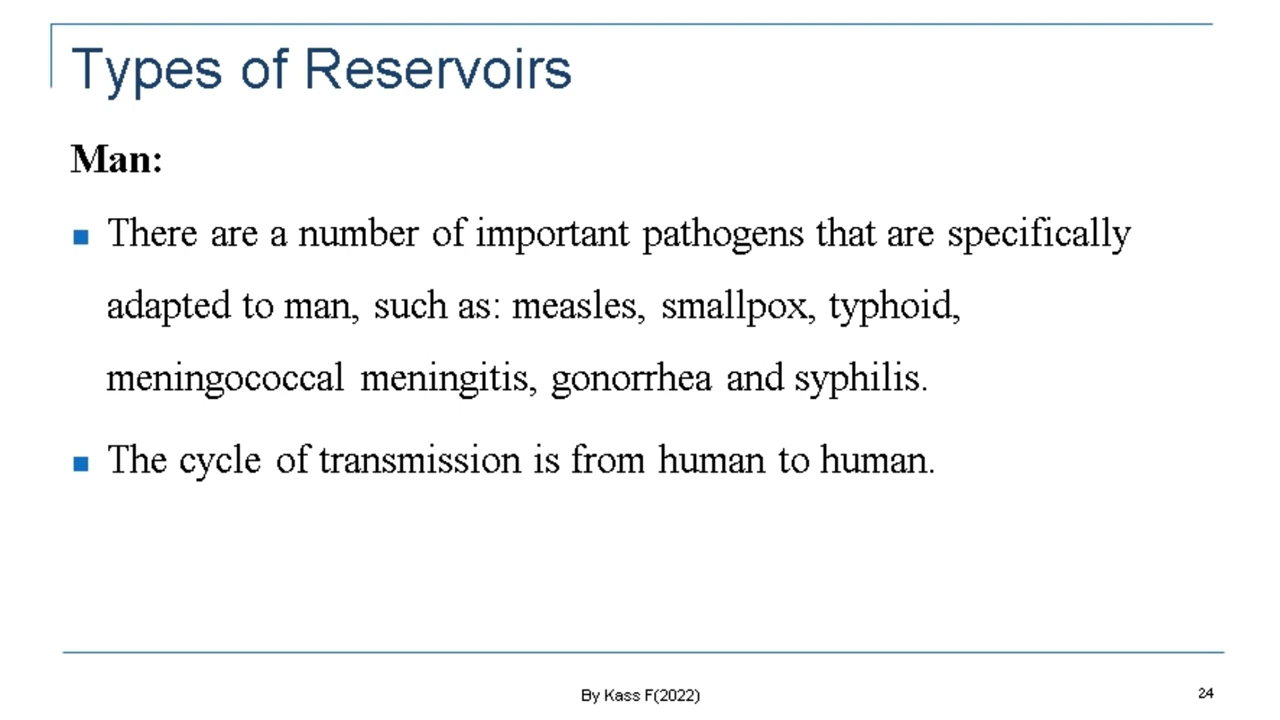 Types of Reservoirs
Man:
There are a number of important pathogens that are specifically
adapted to man, such as: measles, smallpox, typhoid,
meningococcal meningitis, gonorrhea and syphilis.
The cycle of transmission is from human to human.
By Kass F(2022)
24